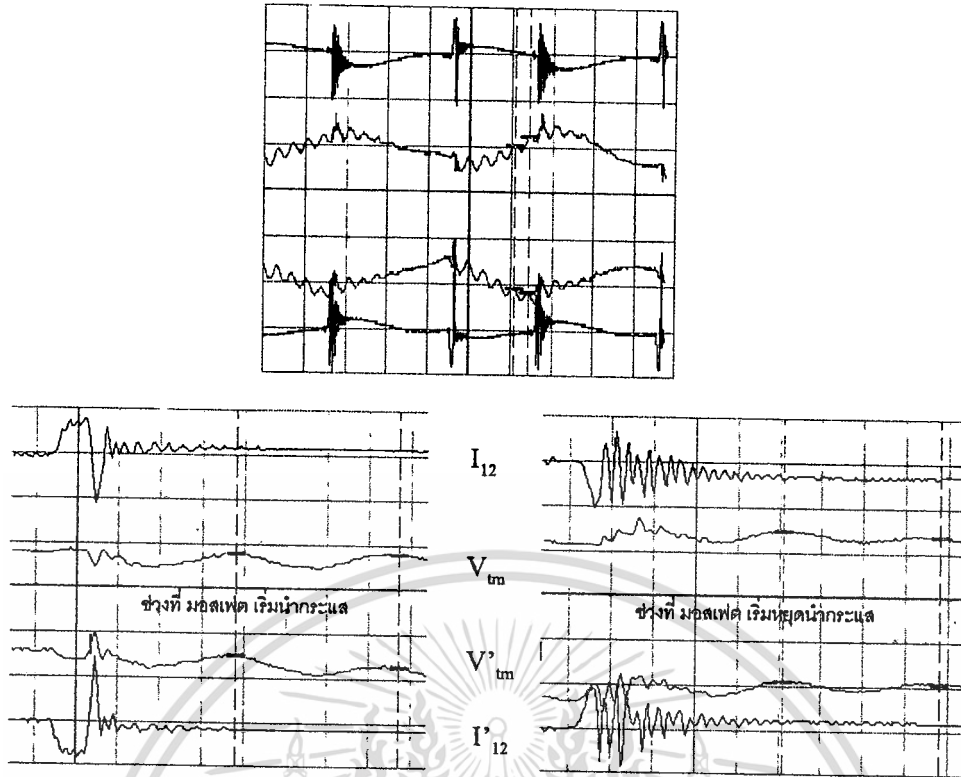 I₁₂
Vₜₘ
ช่วงที่ มอสเฟต เริ่มนำกระแส
ช่วงที่ มอสเฟต เริ่มหยุดนำกระแส
V'ₜₘ
I'₁₂